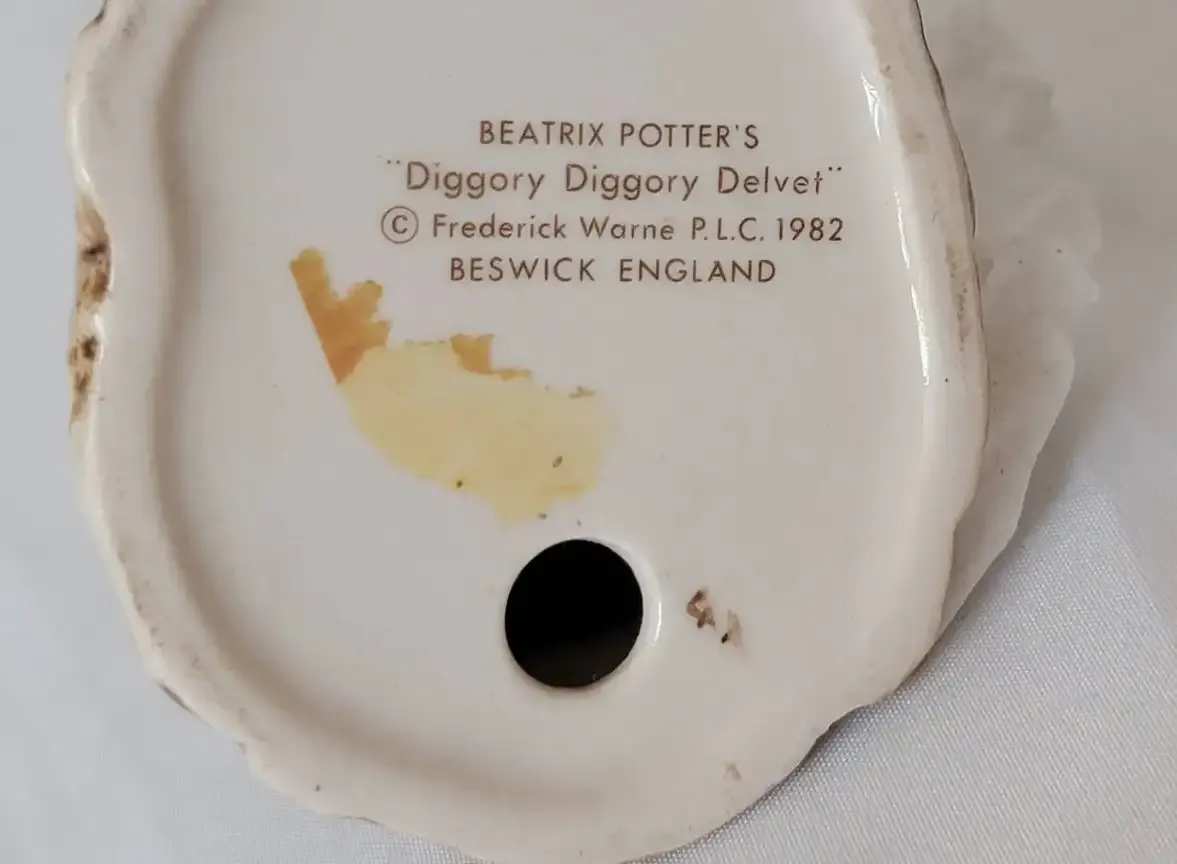 BEATRIX POTTER'S
"Diggory Diggory Delvet"
© Frederick Warne P.L.C. 1982
BESWICK ENGLAND